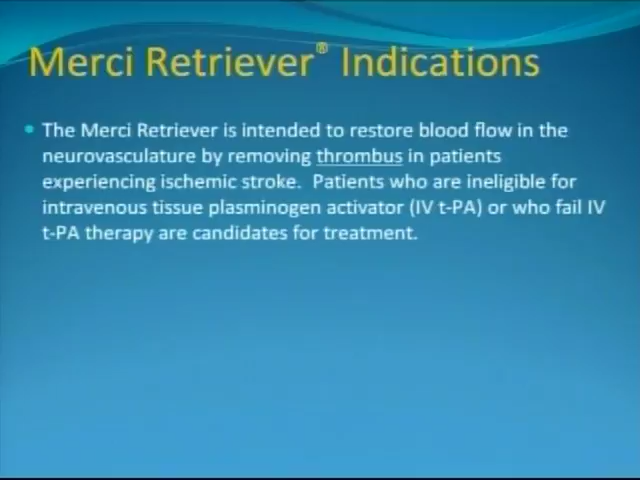 Merci Retriever® Indications
• The Merci Retriever is intended to restore blood flow in the
neurovasculature by removing thrombus in patients
experiencing ischemic stroke.  Patients who are ineligible for
intravenous tissue plasminogen activator (IV t-PA) or who fail IV
t-PA therapy are candidates for treatment.